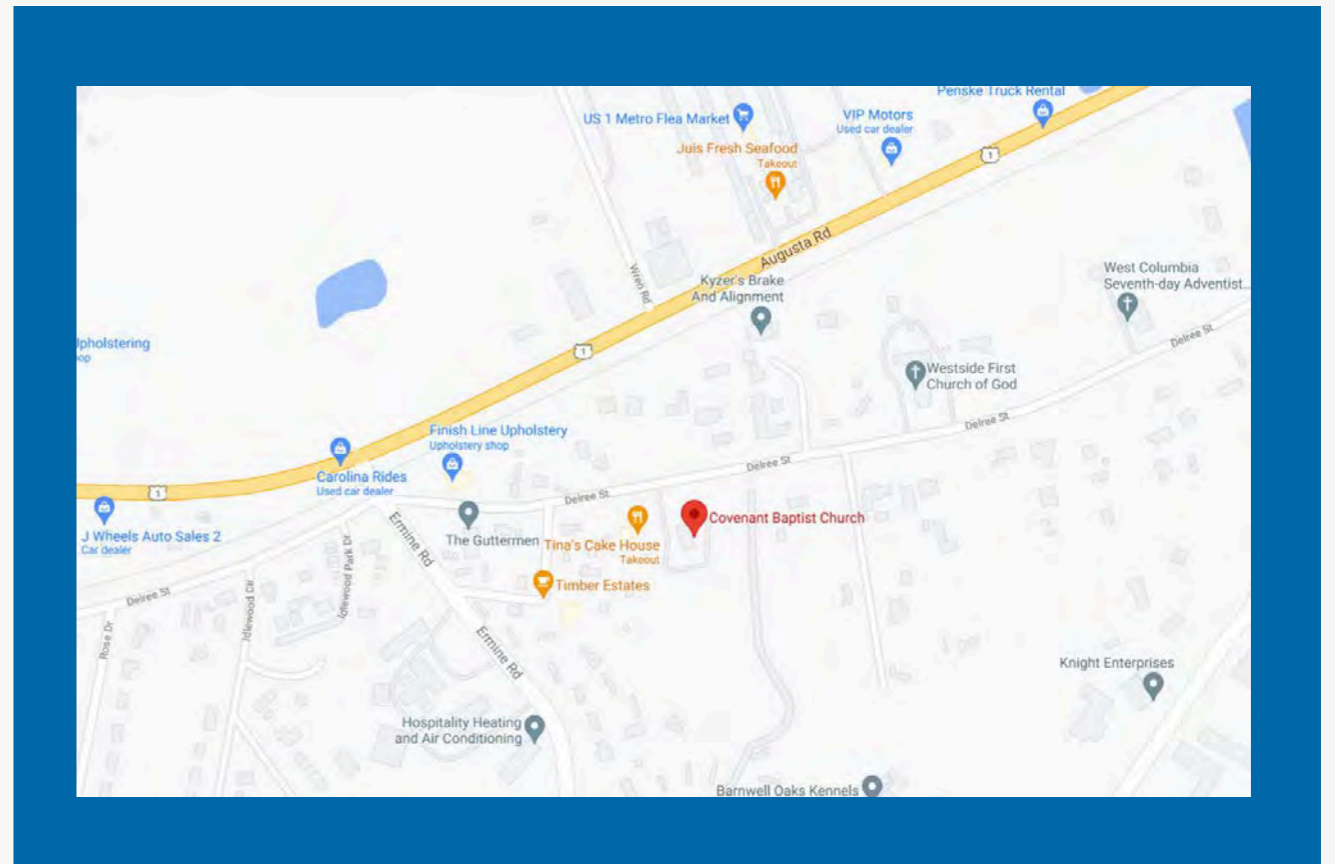 Penske Truck Rental
US 1 Metro Flea Market
VIP Motors
Used car dealer
Juis Fresh Seafood
Takeout
1
Augusta Rd
Wren Rd
Kyzer's Brake
And Alignment
West Columbia
Seventh-day Adventist...
Delree St
1
Westside First
Church of God
Delree St
Finish Line Upholstery
Upholstery shop
Carolina Rides
Used car dealer
Delree St
1
Delree St
J Wheels Auto Sales 2
Car dealer
Ermine Rd
The Guttermen
Tina's Cake House
Takeout
Covenant Baptist Church
Idlewood Park Dr
Timber Estates
Delree St
Idlewood Cir
Rose Dr
Ermine Rd
Knight Enterprises
Hospitality Heating
and Air Conditioning
Barnwell Oaks Kennels